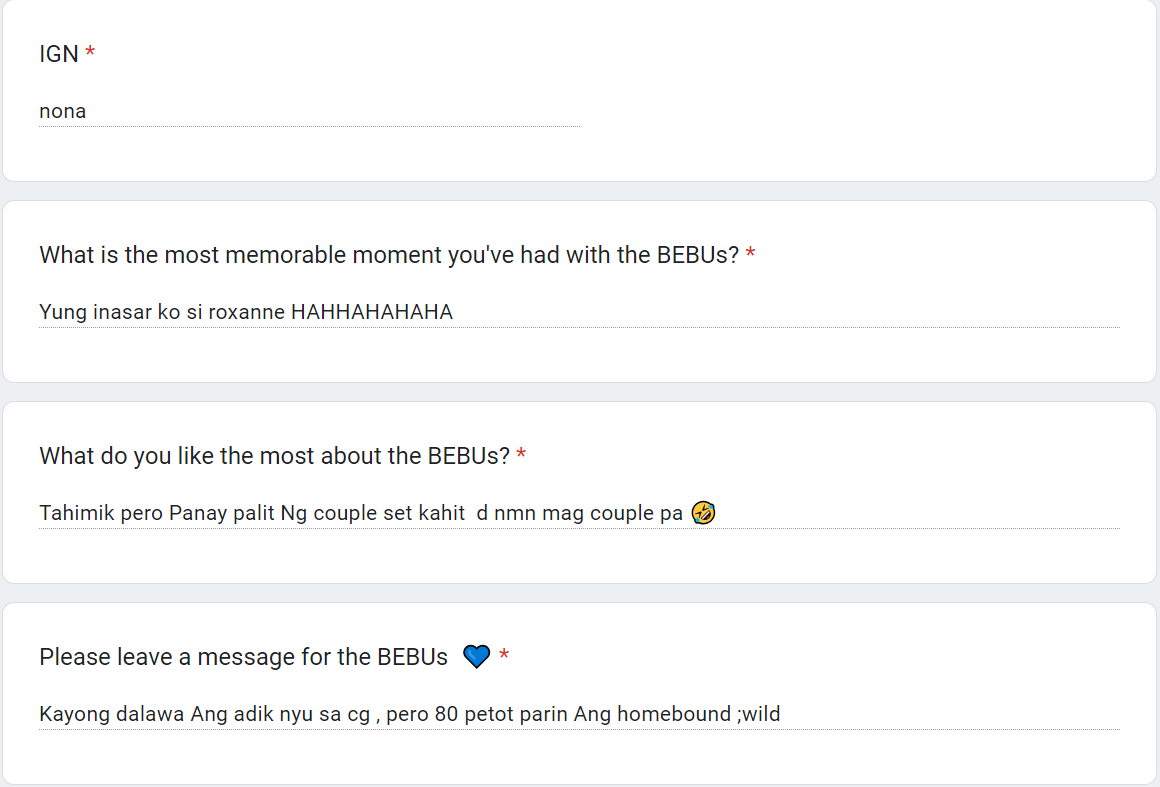 IGN *
nona
What is the most memorable moment you've had with the BEBUs? *
Yung inasar ko si roxanne HAHHAHAHAHA
What do you like the most about the BEBUs? *
Tahimik pero Panay palit Ng couple set kahit  d nmn mag couple pa 🤣
Please leave a message for the BEBUs 💙 *
Kayong dalawa Ang adik nyu sa cg , pero 80 petot parin Ang homebound ;wild